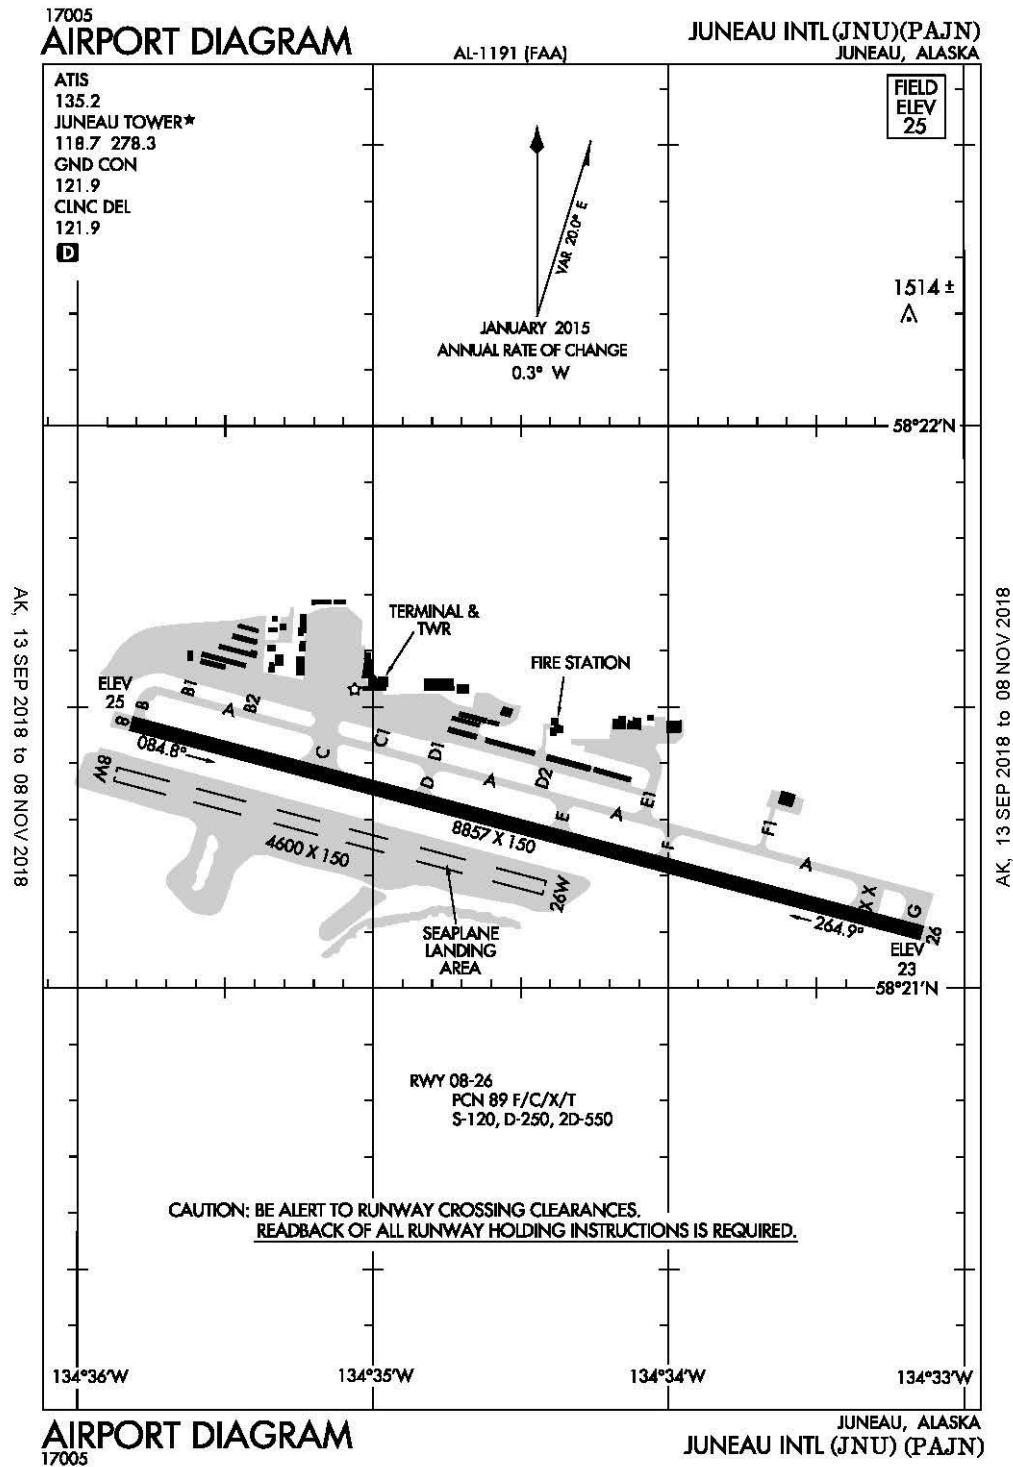 17005
AIRPORT DIAGRAM
AL-1191 (FAA)
JUNEAU INTL (JNU) (PAJN)
JUNEAU, ALASKA
ATIS
135.2
JUNEAU TOWER★
118.7 278.3
GND CON
121.9
CLNC DEL
121.9
D
FIELD
ELEV
25
VAR 20.0° E
JANUARY 2015
ANNUAL RATE OF CHANGE
0.3° W
1514 ±
58°22'N
AK, 13 SEP 2018 to 08 NOV 2018
AK, 13 SEP 2018 to 08 NOV 2018
TERMINAL &
TWR
FIRE STATION
ELEV
25
8
B
B1
A
B2
C
C1
D1
D
A
D2
E
A
E1
F
F1
A
X X
G
26
084.8°
8W
4600 X 150
8857 X 150
26W
264.9°
SEAPLANE
LANDING
AREA
ELEV
23
58°21'N
RWY 08-26
PCN 89 F/C/X/T
S-120, D-250, 2D-550
CAUTION: BE ALERT TO RUNWAY CROSSING CLEARANCES.
READBACK OF ALL RUNWAY HOLDING INSTRUCTIONS IS REQUIRED.
134°36'W
134°35'W
134°34'W
134°33'W
AIRPORT DIAGRAM
17005
JUNEAU, ALASKA
JUNEAU INTL (JNU) (PAJN)